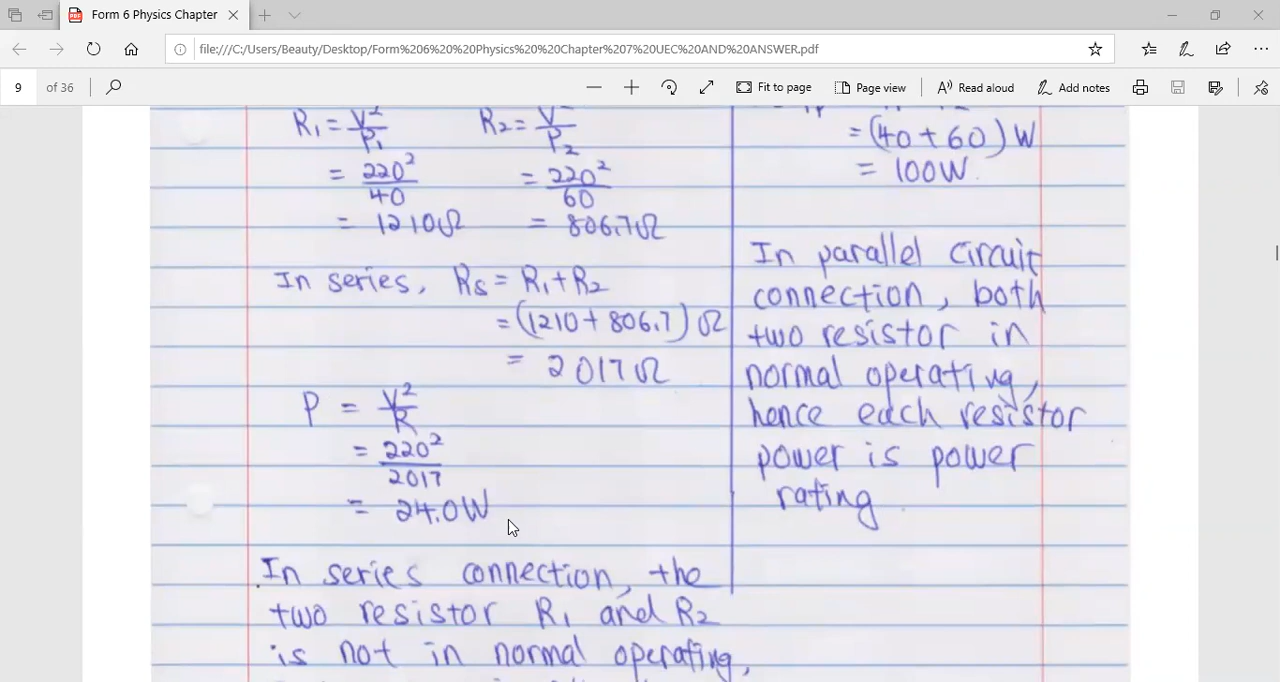 Form 6 Physics Chapter
file:///C:/Users/Beauty/Desktop/Form%206%20%20Physics%20%20Chapter%207%20UEC%20AND%20ANSWER.pdf
9 of 36
Fit to page
Page view
Read aloud
Add notes
R₁ = V²/P₁
= 220²/40
= 1210Ω
R₂ = V²/P₂
= 220²/60
= 806.7Ω
In series, Rs = R₁ + R₂
= (1210 + 806.7) Ω
= 2017Ω
P = V²/R
= 220²/2017
= 24.0W
In series connection, the
two resistor R₁ and R₂
is not in normal operating,
= (40 + 60) W
= 100W.
In parallel circuit
connection, both
two resistor in
normal operating,
hence each resistor
power is power
rating.